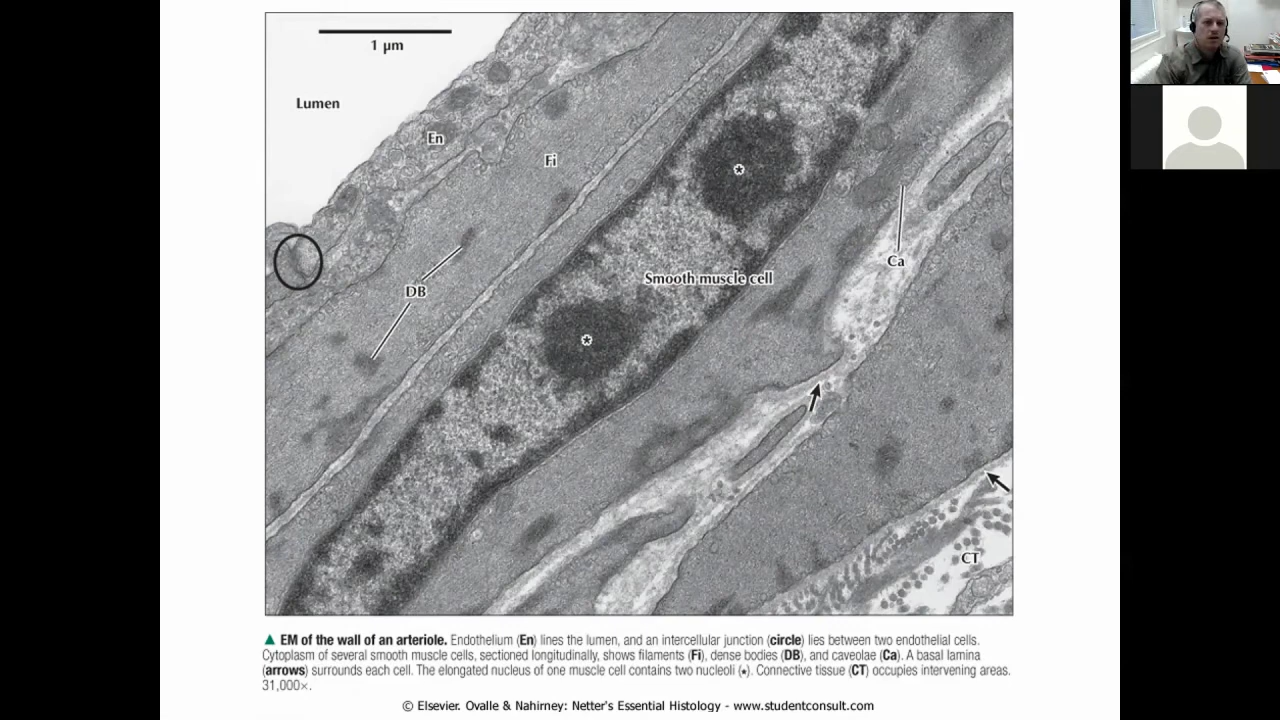 1 µm
Lumen
En
Fi
*
DB
Smooth muscle cell
Ca
*
CT
▲ EM of the wall of an arteriole. Endothelium (En) lines the lumen, and an intercellular junction (circle) lies between two endothelial cells.
Cytoplasm of several smooth muscle cells, sectioned longitudinally, shows filaments (Fi), dense bodies (DB), and caveolae (Ca). A basal lamina
(arrows) surrounds each cell. The elongated nucleus of one muscle cell contains two nucleoli (*). Connective tissue (CT) occupies intervening areas.
31,000×.
© Elsevier. Ovalle & Nahirney: Netter's Essential Histology - www.studentconsult.com